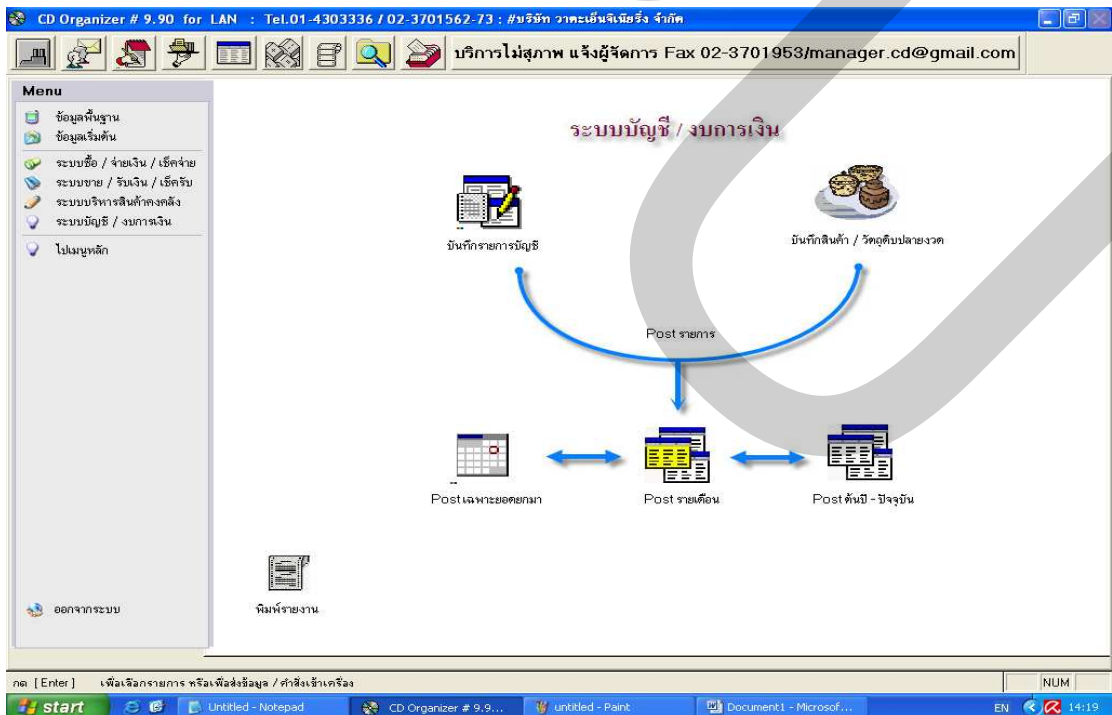 CD Organizer # 9.90 for LAN : Tel.01-4303336 / 02-3701562-73 : #บริษัท วาตะเอ็นจิเนียริ่ง จำกัด
บริการไม่สุภาพ แจ้งผู้จัดการ Fax 02-3701953/manager.cd@gmail.com
Menu
ข้อมูลพื้นฐาน
ข้อมูลเริ่มต้น
ระบบซื้อ / จ่ายเงิน / เช็คจ่าย
ระบบขาย / รับเงิน / เช็ครับ
ระบบบริหารสินค้าคงคลัง
ระบบบัญชี / งบการเงิน
ไปเมนูหลัก
ออกจากระบบ
ระบบบัญชี / งบการเงิน
บันทึกรายการบัญชี
บันทึกสินค้า / วัตถุดิบปลายงวด
Post รายการ
Post เฉพาะยอดยกมา
Post รายเดือน
Post ต้นปี - ปัจจุบัน
พิมพ์รายงาน
กด [Enter] เพื่อเลือกรายการ หรือเพื่อส่งข้อมูล / คำสั่งเข้าเครื่อง
NUM
start
Untitled - Notepad
CD Organizer # 9.9...
untitled - Paint
Document1 - Microsof...
EN
14:19